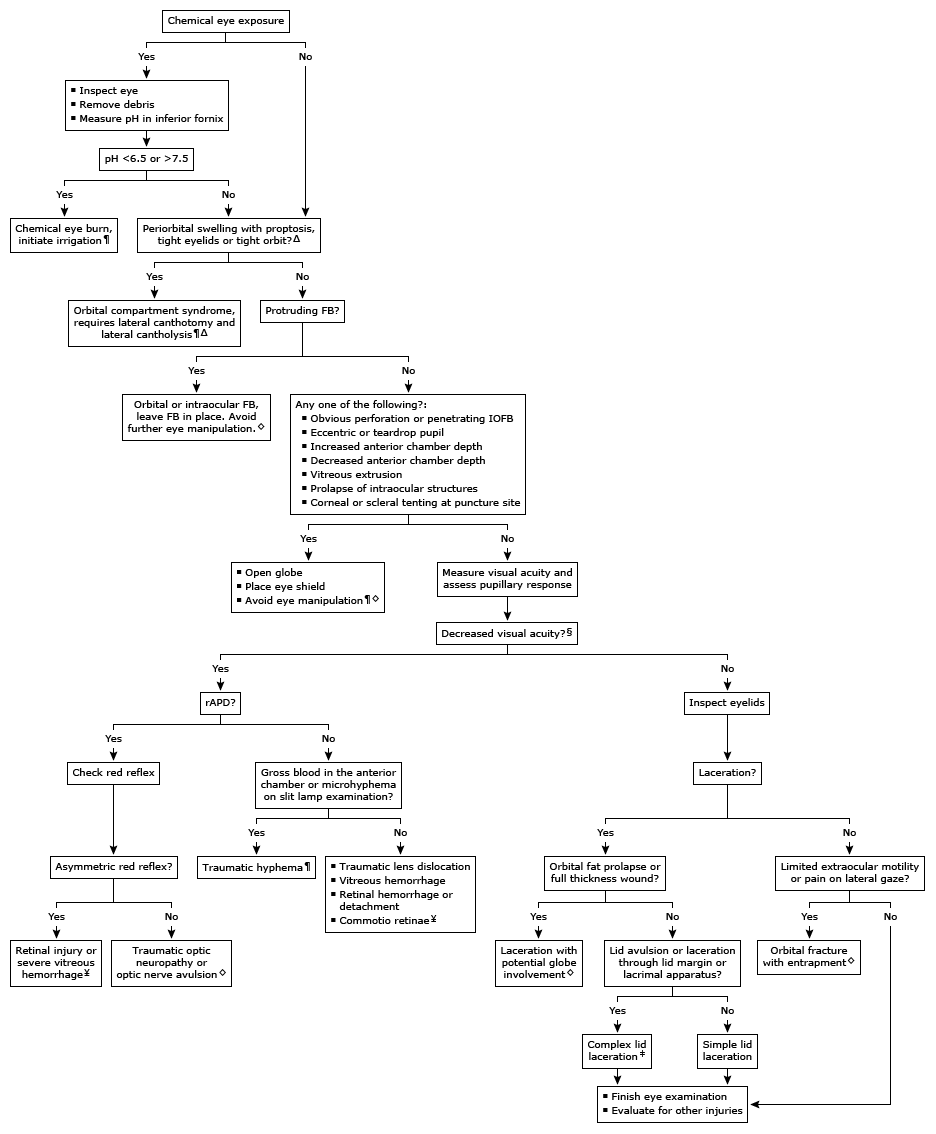 Chemical eye exposure
Yes
No
▪ Inspect eye
▪ Remove debris
▪ Measure pH in inferior fornix
pH <6.5 or >7.5
Yes
No
Chemical eye burn,
initiate irrigation¶
Periorbital swelling with proptosis,
tight eyelids or tight orbit?Δ
Yes
No
Orbital compartment syndrome,
requires lateral canthotomy and
lateral cantholysis¶Δ
Protruding FB?
Yes
No
Orbital or intraocular FB,
leave FB in place. Avoid
further eye manipulation.◇
Any one of the following?:
▪ Obvious perforation or penetrating IOFB
▪ Eccentric or teardrop pupil
▪ Increased anterior chamber depth
▪ Decreased anterior chamber depth
▪ Vitreous extrusion
▪ Prolapse of intraocular structures
▪ Corneal or scleral tenting at puncture site
Yes
No
▪ Open globe
▪ Place eye shield
▪ Avoid eye manipulation¶◇
Measure visual acuity and
assess pupillary response
Decreased visual acuity?§
Yes
No
rAPD?
Inspect eyelids
Yes
No
Check red reflex
Gross blood in the anterior
chamber or microhyphema
on slit lamp examination?
Laceration?
Yes
No
Yes
No
Asymmetric red reflex?
Traumatic hyphema¶
▪ Traumatic lens dislocation
▪ Vitreous hemorrhage
▪ Retinal hemorrhage or
detachment
▪ Commotio retinae¥
Orbital fat prolapse or
full thickness wound?
Limited extraocular motility
or pain on lateral gaze?
Yes
No
Yes
No
Yes
No
Retinal injury or
severe vitreous
hemorrhage¥
Traumatic optic
neuropathy or
optic nerve avulsion◇
Laceration with
potential globe
involvement◇
Lid avulsion or laceration
through lid margin or
lacrimal apparatus?
Orbital fracture
with entrapment◇
Yes
No
Complex lid
laceration‡
Simple lid
laceration
▪ Finish eye examination
▪ Evaluate for other injuries